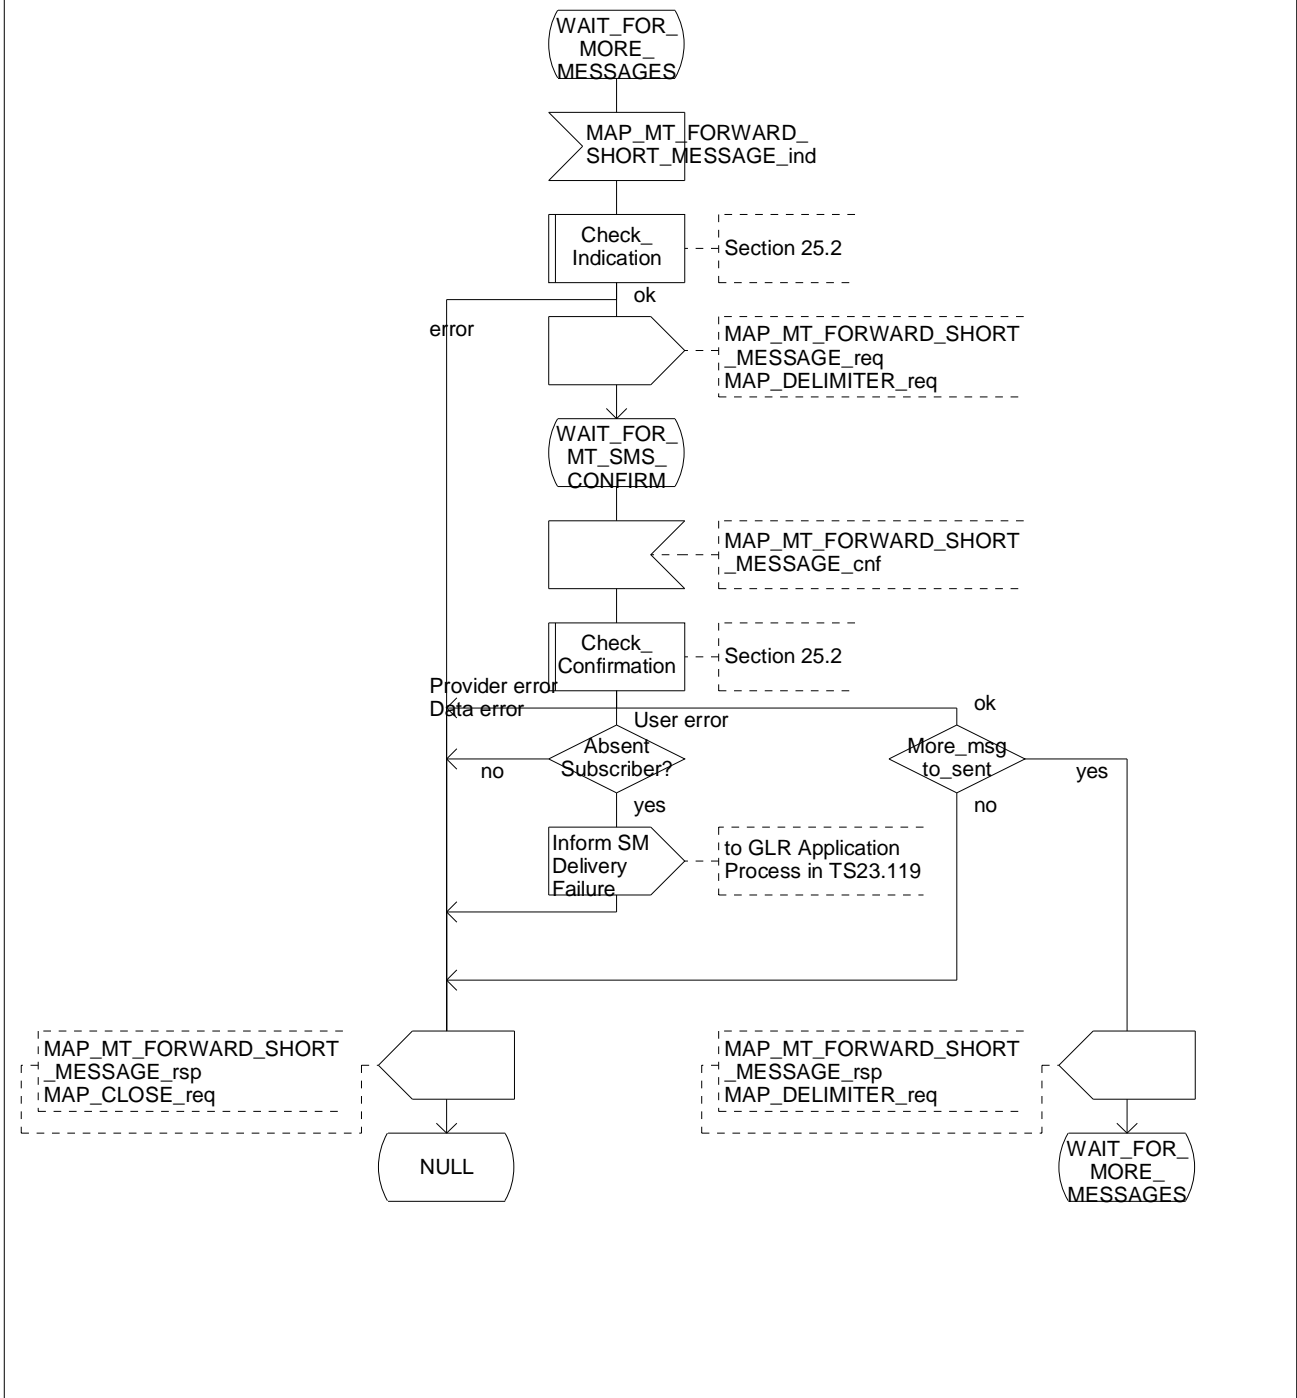 WAIT_FOR_
MORE_
MESSAGES
MAP_MT_FORWARD_
SHORT_MESSAGE_ind
Check_
Indication
Section 25.2
ok
error
MAP_MT_FORWARD_SHORT
_MESSAGE_req
MAP_DELIMITER_req
WAIT_FOR_
MT_SMS_
CONFIRM
MAP_MT_FORWARD_SHORT
_MESSAGE_cnf
Check_
Confirmation
Section 25.2
Provider error
Data error
User error
ok
Absent
Subscriber?
More_msg
to_sent
no
yes
yes
no
Inform SM
Delivery
Failure
to GLR Application
Process in TS23.119
MAP_MT_FORWARD_SHORT
_MESSAGE_rsp
MAP_CLOSE_req
MAP_MT_FORWARD_SHORT
_MESSAGE_rsp
MAP_DELIMITER_req
NULL
WAIT_FOR_
MORE_
MESSAGES